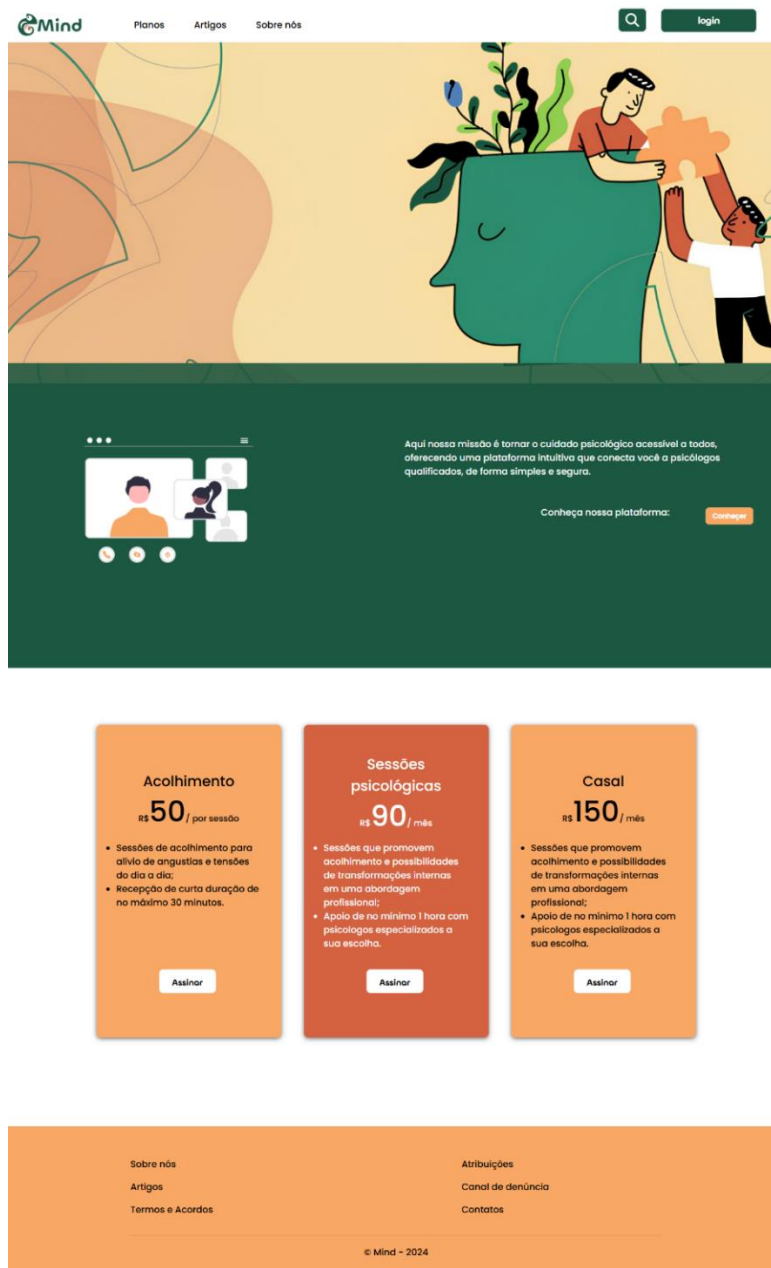 Mind
Planos Artigos Sobre nós
login
Aqui nossa missão é tornar o cuidado psicológico acessível a todos,
oferecendo uma plataforma intuitiva que conecta você a psicólogos
qualificados, de forma simples e segura.
Conheça nossa plataforma:
Conheçer
Acolhimento
R$ 50 / por sessão
• Sessões de acolhimento para
alivio de angustias e tensões
do dia a dia;
• Recepção de curta duração de
no máximo 30 minutos.
Assinar
Sessões
psicológicas
R$ 90 / mês
• Sessões que promovem
acolhimento e possibilidades
de transformações internas
em uma abordagem
profissional;
• Apoio de no minimo 1 hora com
psicologos especializados a
sua escolha.
Assinar
Casal
R$ 150 / mês
• Sessões que promovem
acolhimento e possibilidades
de transformações internas
em uma abordagem
profissional;
• Apoio de no minimo 1 hora com
psicologos especializados a
sua escolha.
Assinar
Sobre nós
Artigos
Termos e Acordos
Atribuições
Canal de denúncia
Contatos
© Mind - 2024